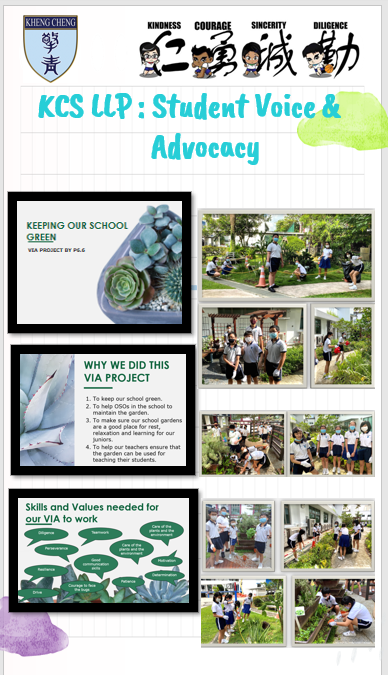 KHENG CHENG
擎青
KINDNESS COURAGE SINCERITY DILIGENCE
仁勇诚勤
KCS LLP : Student Voice &
Advocacy
KEEPING OUR SCHOOL
GREEN
VIA PROJECT BY P6.6
WHY WE DID THIS
VIA PROJECT
1. To keep our school green.
2. To help OSOs in the school to
maintain the garden.
3. To make sure our school gardens
are a good place for rest,
relaxation and learning for our
juniors.
4. To help our teachers ensure that
the garden can be used for
teaching their students.
Skills and Values needed for
our VIA to work
Diligence
Teamwork
Care of the
plants and the
environment
Perseverance
Care of the
plants and the
environment
Good
communication
skills
Motivation
Resilience
Courage to face
the bugs
Patience
Determination
Drive